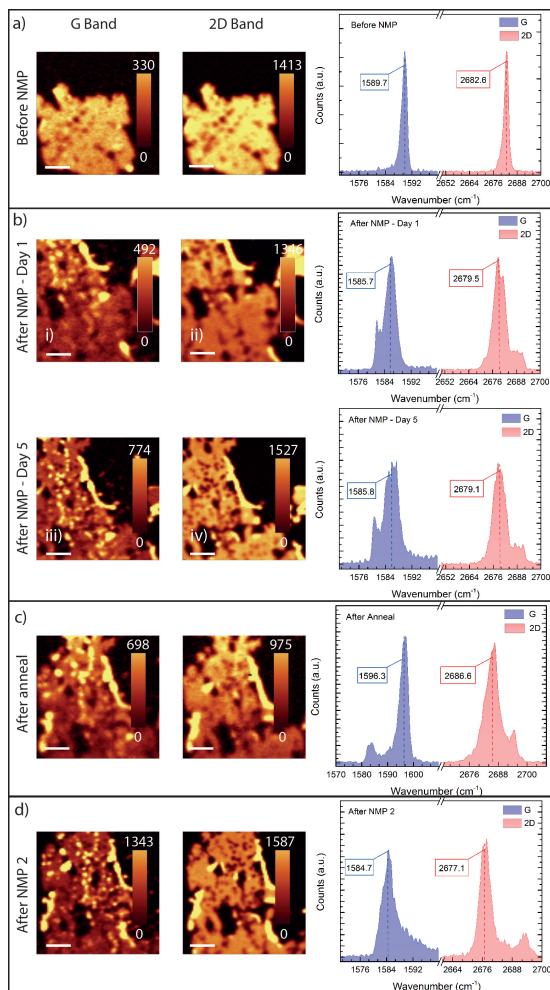 a)
G Band
2D Band
Before NMP
330
0
1413
0
Before NMP
G
2D
1589.7
2682.6
Counts (a.u.)
1576 1584 1592 2652 2664 2676 2688 2700
Wavenumber (cm-1)
b)
After NMP - Day 1
492
i)
0
1346
ii)
0
After NMP - Day 1
G
2D
1585.7
2679.5
Counts (a.u.)
1576 1584 1592 2652 2664 2676 2688 2700
Wavenumber (cm-1)
After NMP - Day 5
774
iii)
0
1527
iv)
0
After NMP - Day 5
G
2D
1585.8
2679.1
Counts (a.u.)
1576 1584 1592 2652 2664 2676 2688 2700
Wavenumber (cm-1)
c)
After anneal
698
0
975
0
After Anneal
G
2D
1596.3
2686.6
Counts (a.u.)
1570 1580 1590 1600 2676 2688 2700
Wavenumber (cm-1)
d)
After NMP 2
1343
0
1587
0
After NMP 2
G
2D
1584.7
2677.1
Counts (a.u.)
1576 1584 1592 2664 2676 2688 2700
Wavenumber (cm-1)